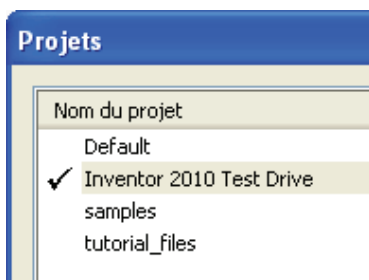 Projets
Nom du projet
Default
Inventor 2010 Test Drive
samples
tutorial_files